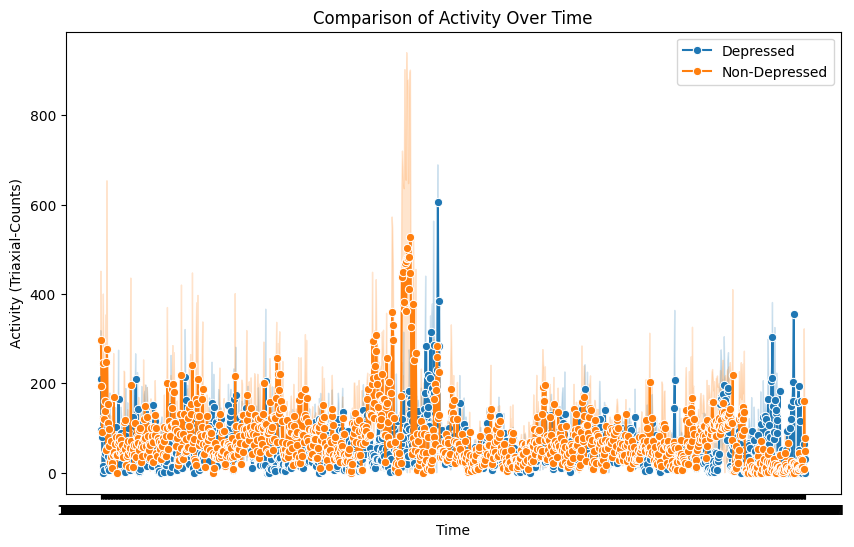 Comparison of Activity Over Time
Depressed
Non-Depressed
800
600
400
200
0
Activity (Triaxial-Counts)
Time